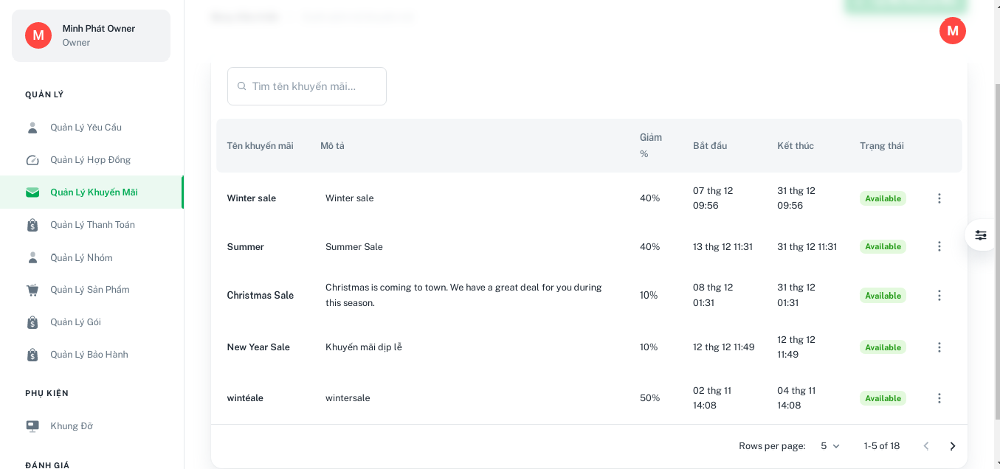 M
Minh Phát Owner
Owner
QUẢN LÝ
Quản Lý Yêu Cầu
Quản Lý Hợp Đồng
Quản Lý Khuyến Mãi
Quản Lý Thanh Toán
Quản Lý Nhóm
Quản Lý Sản Phẩm
Quản Lý Gói
Quản Lý Bảo Hành
PHỤ KIỆN
Khung Đỡ
ĐÁNH GIÁ
M
Tìm tên khuyến mãi...
Tên khuyến mãi Mô tả Giảm % Bắt đầu Kết thúc Trạng thái
Winter sale Winter sale 40% 07 thg 12 09:56 31 thg 12 09:56 Available
Summer Summer Sale 40% 13 thg 12 11:31 31 thg 12 11:31 Available
Christmas Sale Christmas is coming to town. We have a great deal for you during this season. 10% 08 thg 12 01:31 31 thg 12 01:31 Available
New Year Sale Khuyến mãi dịp lễ 10% 12 thg 12 11:49 12 thg 12 11:49 Available
wintéale wintersale 50% 02 thg 11 14:08 04 thg 11 14:08 Available
Rows per page: 5 1-5 of 18